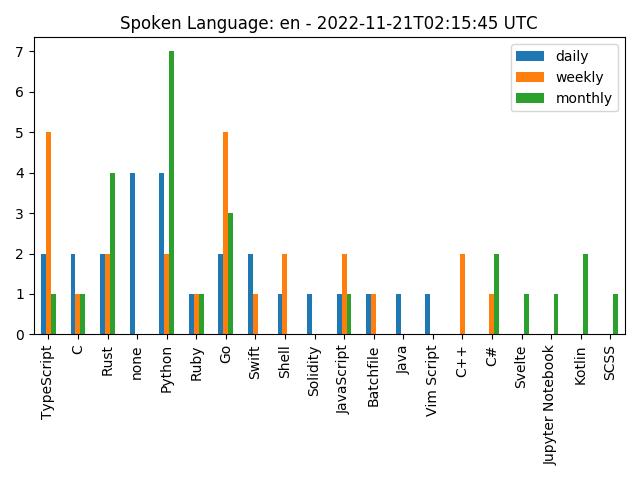 Spoken Language: en - 2022-11-21T02:15:45 UTC
daily
weekly
monthly
7
6
5
4
3
2
1
0
TypeScript
C
Rust
none
Python
Ruby
Go
Swift
Shell
Solidity
JavaScript
Batchfile
Java
Vim Script
C++
C#
Svelte
Jupyter Notebook
Kotlin
SCSS